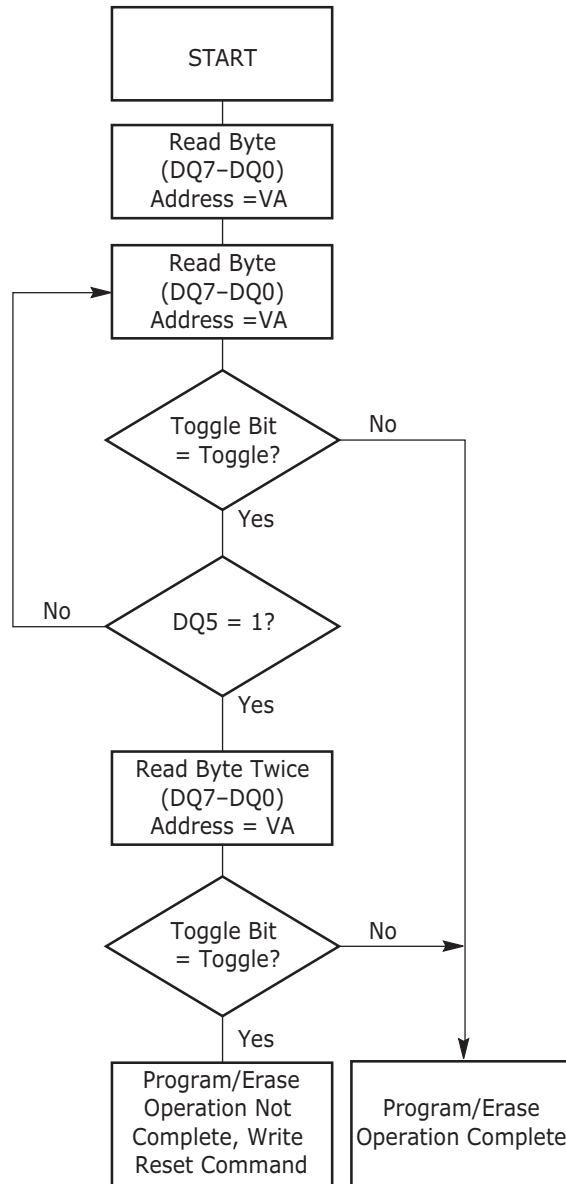 START
Read Byte
(DQ7–DQ0)
Address =VA
Read Byte
(DQ7–DQ0)
Address =VA
Toggle Bit
= Toggle?
No
Yes
DQ5 = 1?
No
Yes
Read Byte Twice
(DQ7–DQ0)
Address = VA
Toggle Bit
= Toggle?
No
Yes
Program/Erase
Operation Not
Complete, Write
Reset Command
Program/Erase
Operation Complete